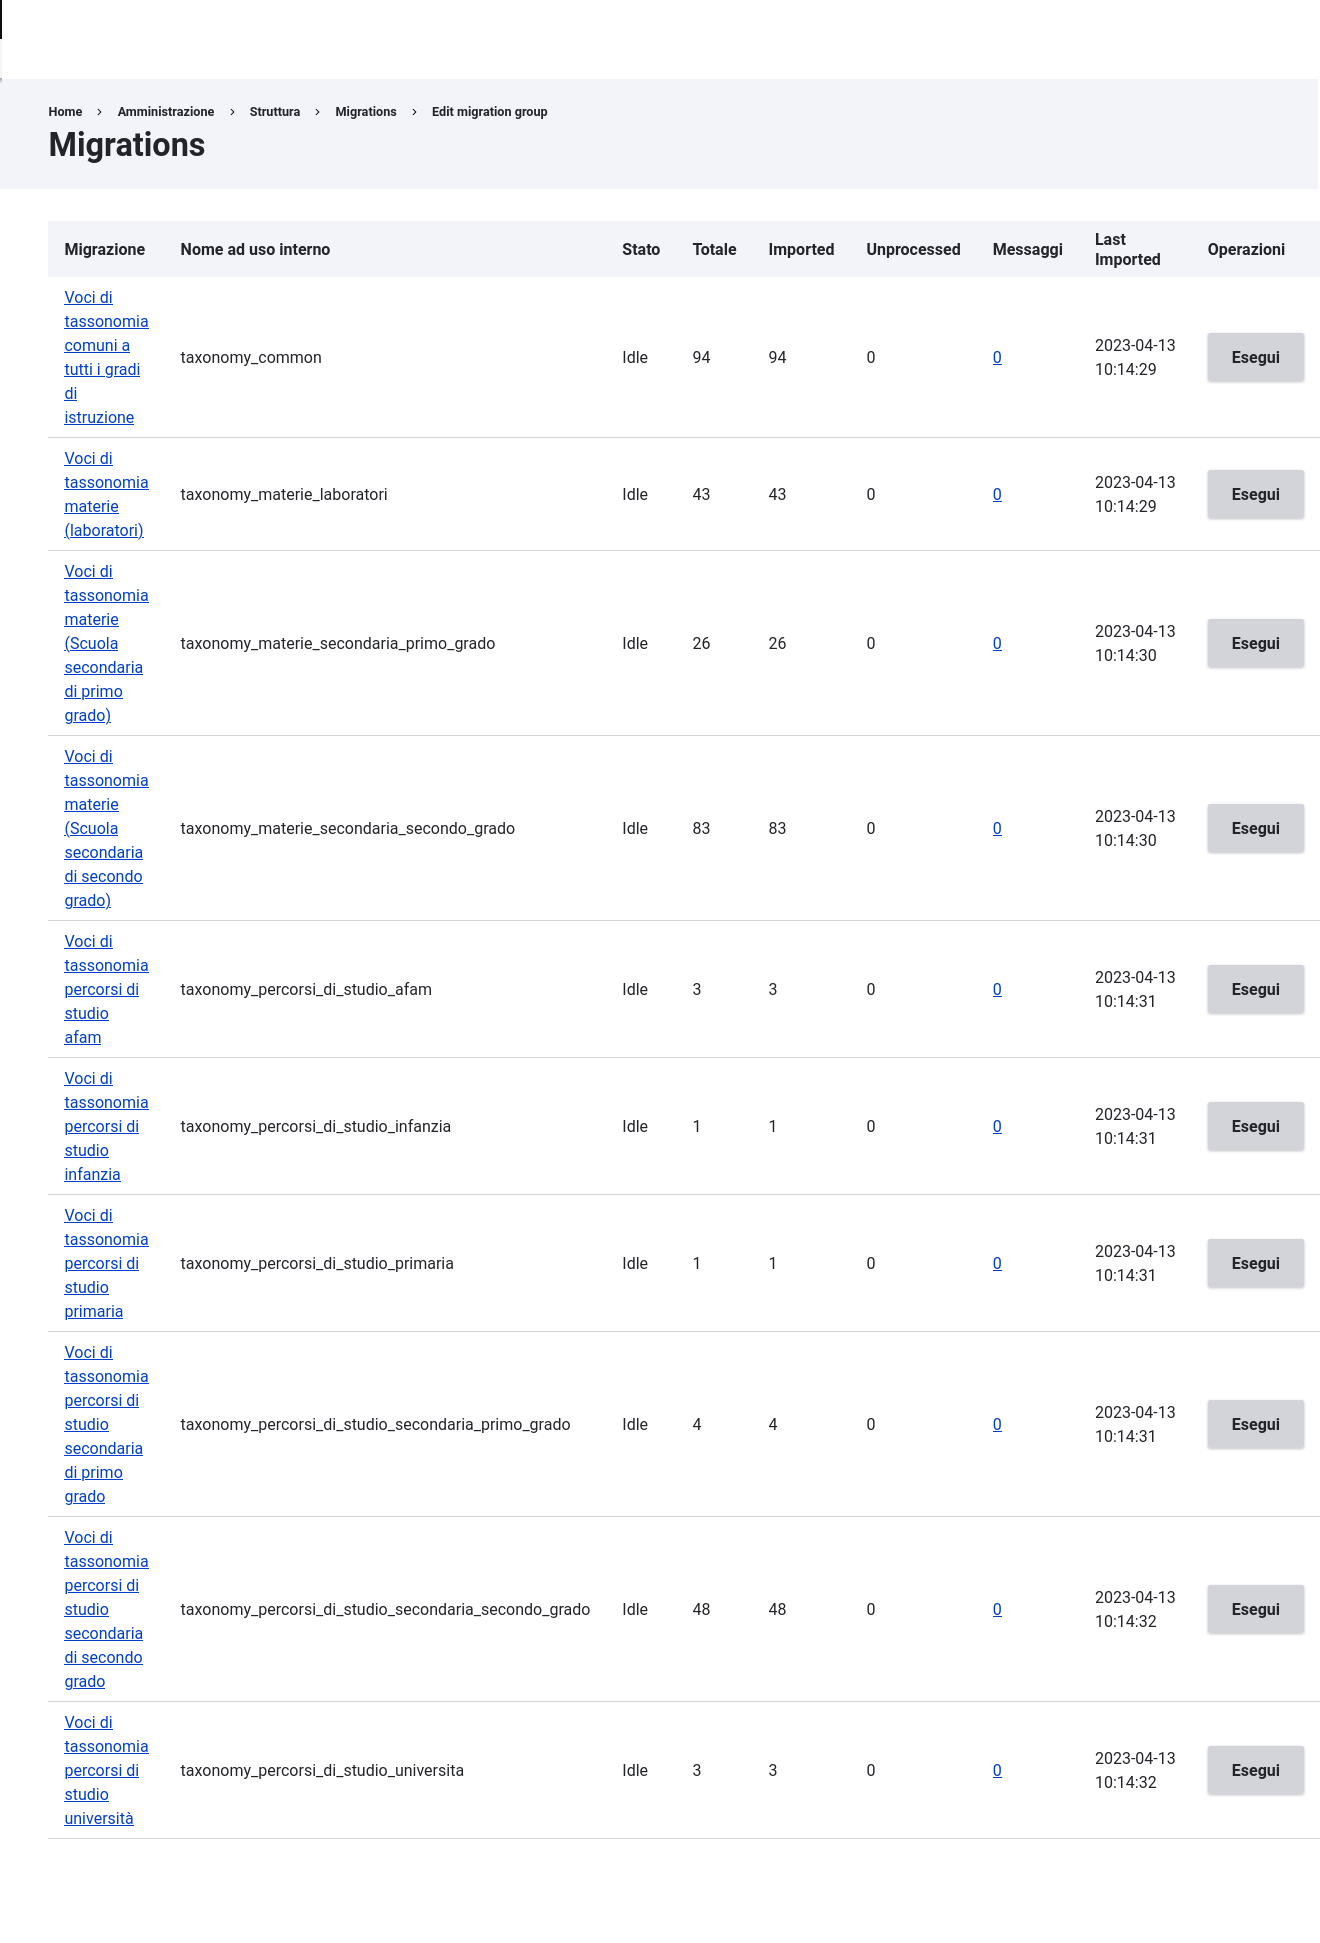 Home > Amministrazione > Struttura > Migrations > Edit migration group
Migrations
Migrazione Nome ad uso interno Stato Totale Imported Unprocessed Messaggi Last Imported Operazioni
Voci di
tassonomia
comuni a
tutti i gradi
di
istruzione
taxonomy_common Idle 94 94 0 0 2023-04-13 10:14:29 Esegui
Voci di
tassonomia
materie
(laboratori)
taxonomy_materie_laboratori Idle 43 43 0 0 2023-04-13 10:14:29 Esegui
Voci di
tassonomia
materie
(Scuola
secondaria
di primo
grado)
taxonomy_materie_secondaria_primo_grado Idle 26 26 0 0 2023-04-13 10:14:30 Esegui
Voci di
tassonomia
materie
(Scuola
secondaria
di secondo
grado)
taxonomy_materie_secondaria_secondo_grado Idle 83 83 0 0 2023-04-13 10:14:30 Esegui
Voci di
tassonomia
percorsi di
studio
afam
taxonomy_percorsi_di_studio_afam Idle 3 3 0 0 2023-04-13 10:14:31 Esegui
Voci di
tassonomia
percorsi di
studio
infanzia
taxonomy_percorsi_di_studio_infanzia Idle 1 1 0 0 2023-04-13 10:14:31 Esegui
Voci di
tassonomia
percorsi di
studio
primaria
taxonomy_percorsi_di_studio_primaria Idle 1 1 0 0 2023-04-13 10:14:31 Esegui
Voci di
tassonomia
percorsi di
studio
secondaria
di primo
grado
taxonomy_percorsi_di_studio_secondaria_primo_grado Idle 4 4 0 0 2023-04-13 10:14:31 Esegui
Voci di
tassonomia
percorsi di
studio
secondaria
di secondo
grado
taxonomy_percorsi_di_studio_secondaria_secondo_grado Idle 48 48 0 0 2023-04-13 10:14:32 Esegui
Voci di
tassonomia
percorsi di
studio
università
taxonomy_percorsi_di_studio_universita Idle 3 3 0 0 2023-04-13 10:14:32 Esegui